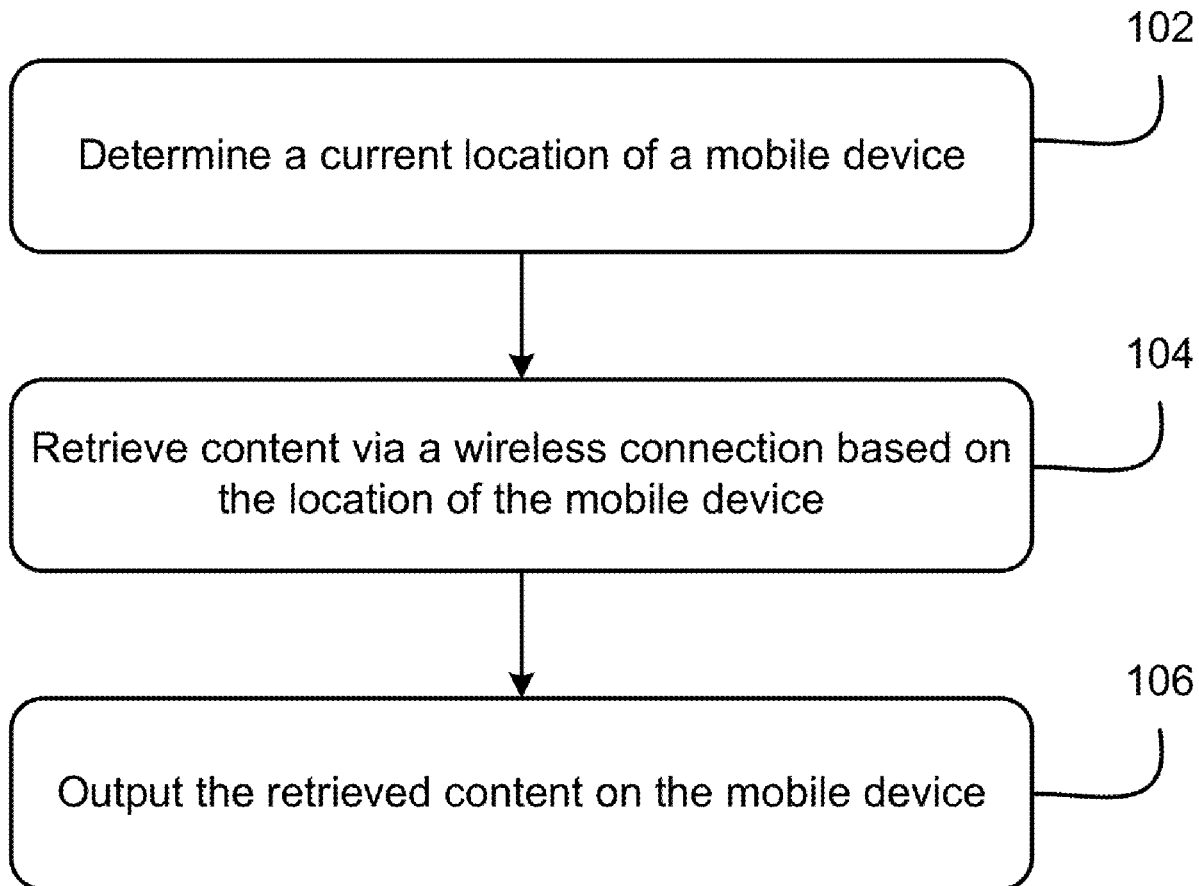 102
Determine a current location of a mobile device
104
Retrieve content via a wireless connection based on
the location of the mobile device
106
Output the retrieved content on the mobile device